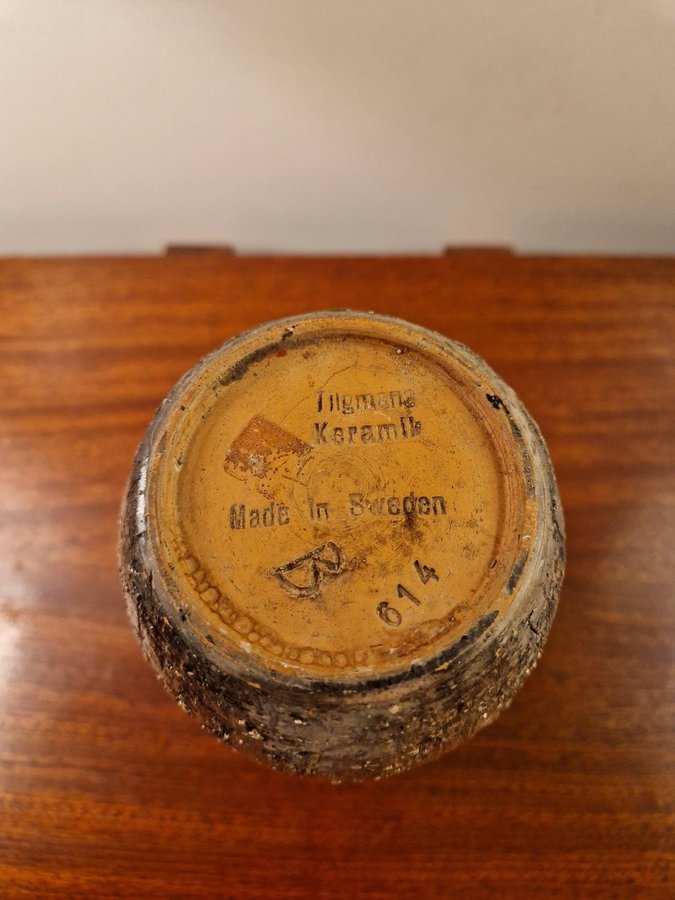 Tilgmans
Keramik
Made in Sweden
B
614